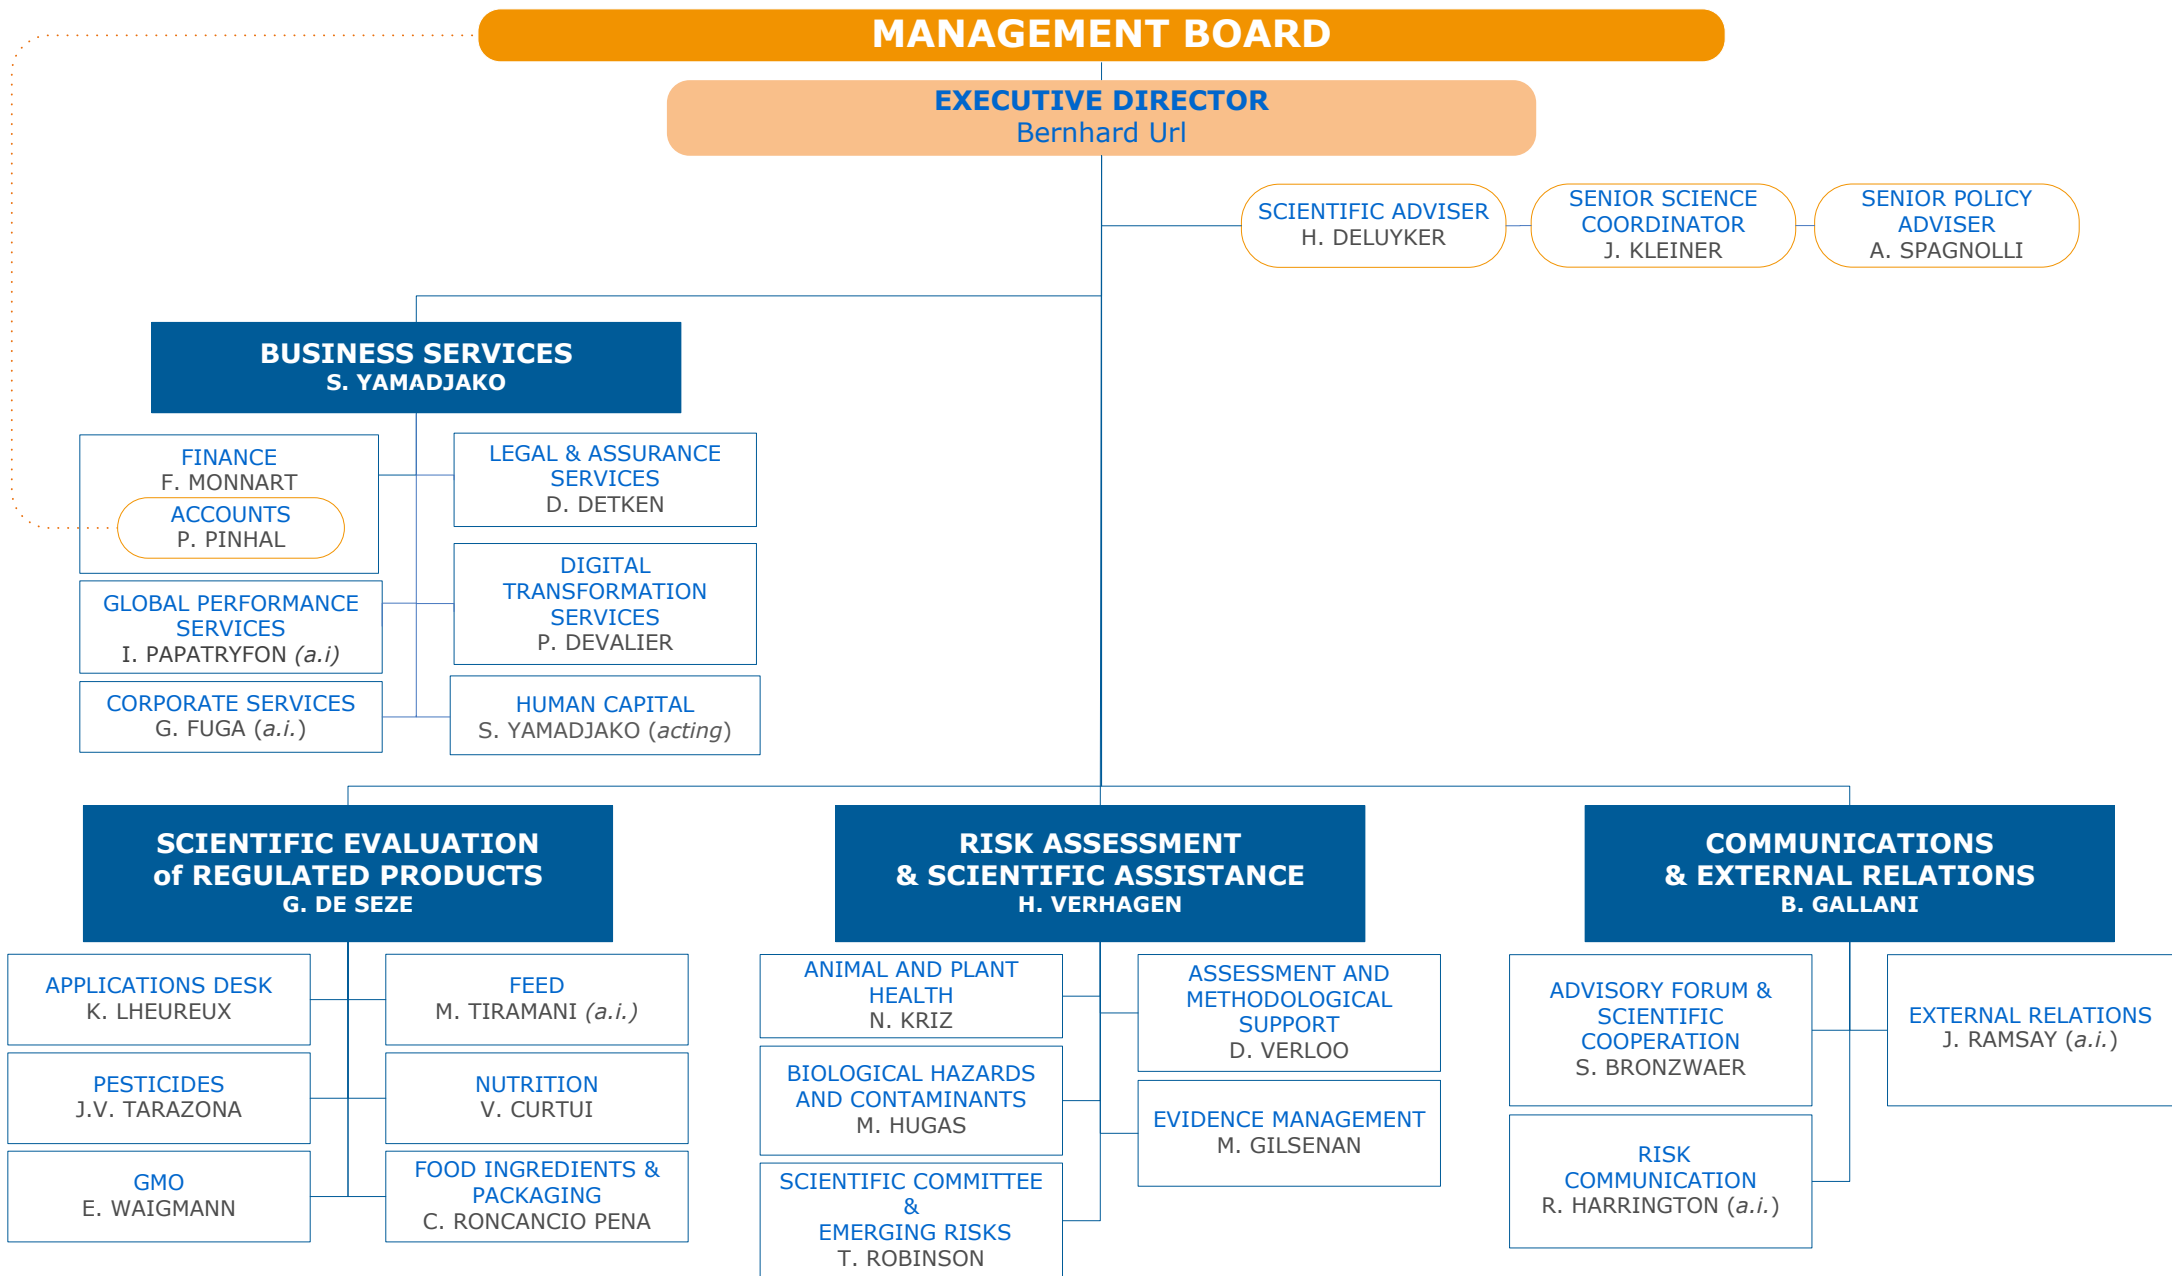 MANAGEMENT BOARD
EXECUTIVE DIRECTOR
Bernhard Url
SCIENTIFIC ADVISER
H. DELUYKER
SENIOR SCIENCE
COORDINATOR
J. KLEINER
SENIOR POLICY
ADVISER
A. SPAGNOLLI
BUSINESS SERVICES
S. YAMADJAKO
FINANCE
F. MONNART
ACCOUNTS
P. PINHAL
LEGAL & ASSURANCE
SERVICES
D. DETKEN
GLOBAL PERFORMANCE
SERVICES
I. PAPATRYFON (a.i)
DIGITAL
TRANSFORMATION
SERVICES
P. DEVALIER
CORPORATE SERVICES
G. FUGA (a.i.)
HUMAN CAPITAL
S. YAMADJAKO (acting)
SCIENTIFIC EVALUATION
of REGULATED PRODUCTS
G. DE SEZE
APPLICATIONS DESK
K. LHEUREUX
FEED
M. TIRAMANI (a.i.)
PESTICIDES
J.V. TARAZONA
NUTRITION
V. CURTUI
GMO
E. WAIGMANN
FOOD INGREDIENTS &
PACKAGING
C. RONCANCIO PENA
RISK ASSESSMENT
& SCIENTIFIC ASSISTANCE
H. VERHAGEN
ANIMAL AND PLANT
HEALTH
N. KRIZ
ASSESSMENT AND
METHODOLOGICAL
SUPPORT
D. VERLOO
BIOLOGICAL HAZARDS
AND CONTAMINANTS
M. HUGAS
EVIDENCE MANAGEMENT
M. GILSENAN
SCIENTIFIC COMMITTEE
&
EMERGING RISKS
T. ROBINSON
COMMUNICATIONS
& EXTERNAL RELATIONS
B. GALLANI
ADVISORY FORUM &
SCIENTIFIC
COOPERATION
S. BRONZWAER
EXTERNAL RELATIONS
J. RAMSAY (a.i.)
RISK
COMMUNICATION
R. HARRINGTON (a.i.)